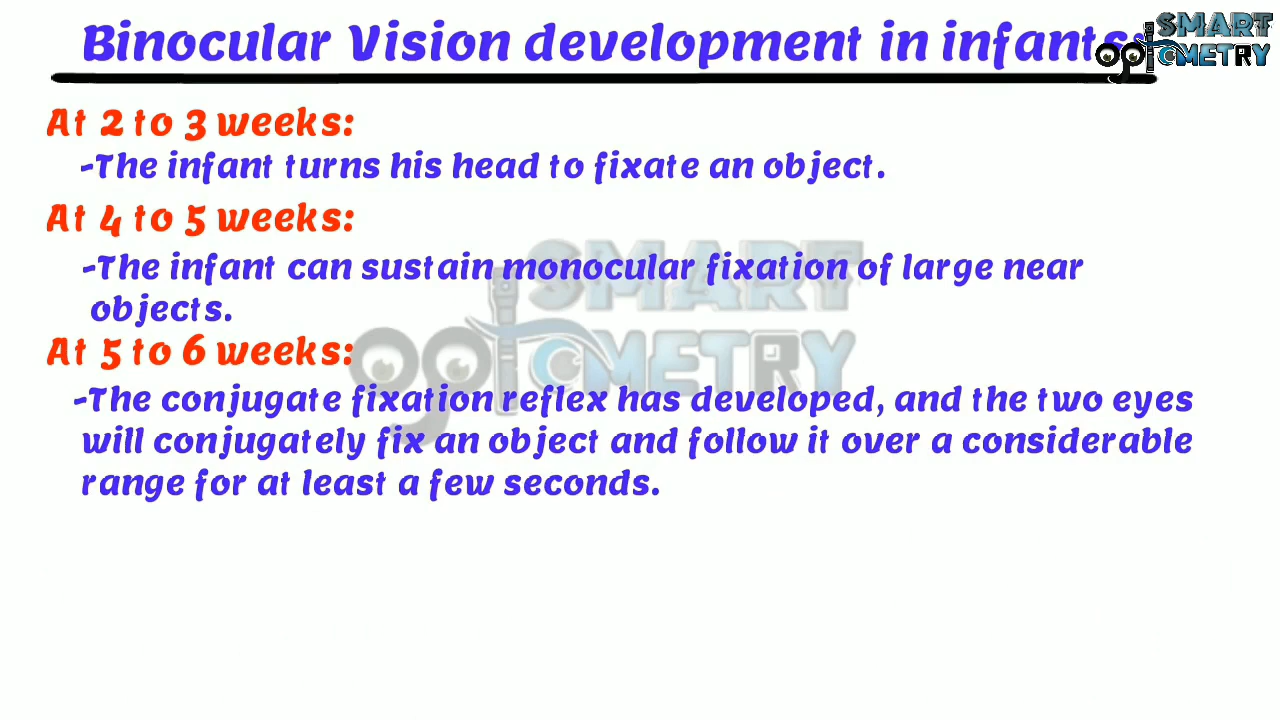 Binocular Vision development in infants:
SMART
OPTOMETRY
At 2 to 3 weeks:
-The infant turns his head to fixate an object.
At 4 to 5 weeks:
-The infant can sustain monocular fixation of large near
objects.
At 5 to 6 weeks:
-The conjugate fixation reflex has developed, and the two eyes
will conjugately fix an object and follow it over a considerable
range for at least a few seconds.
SMART
OPTOMETRY